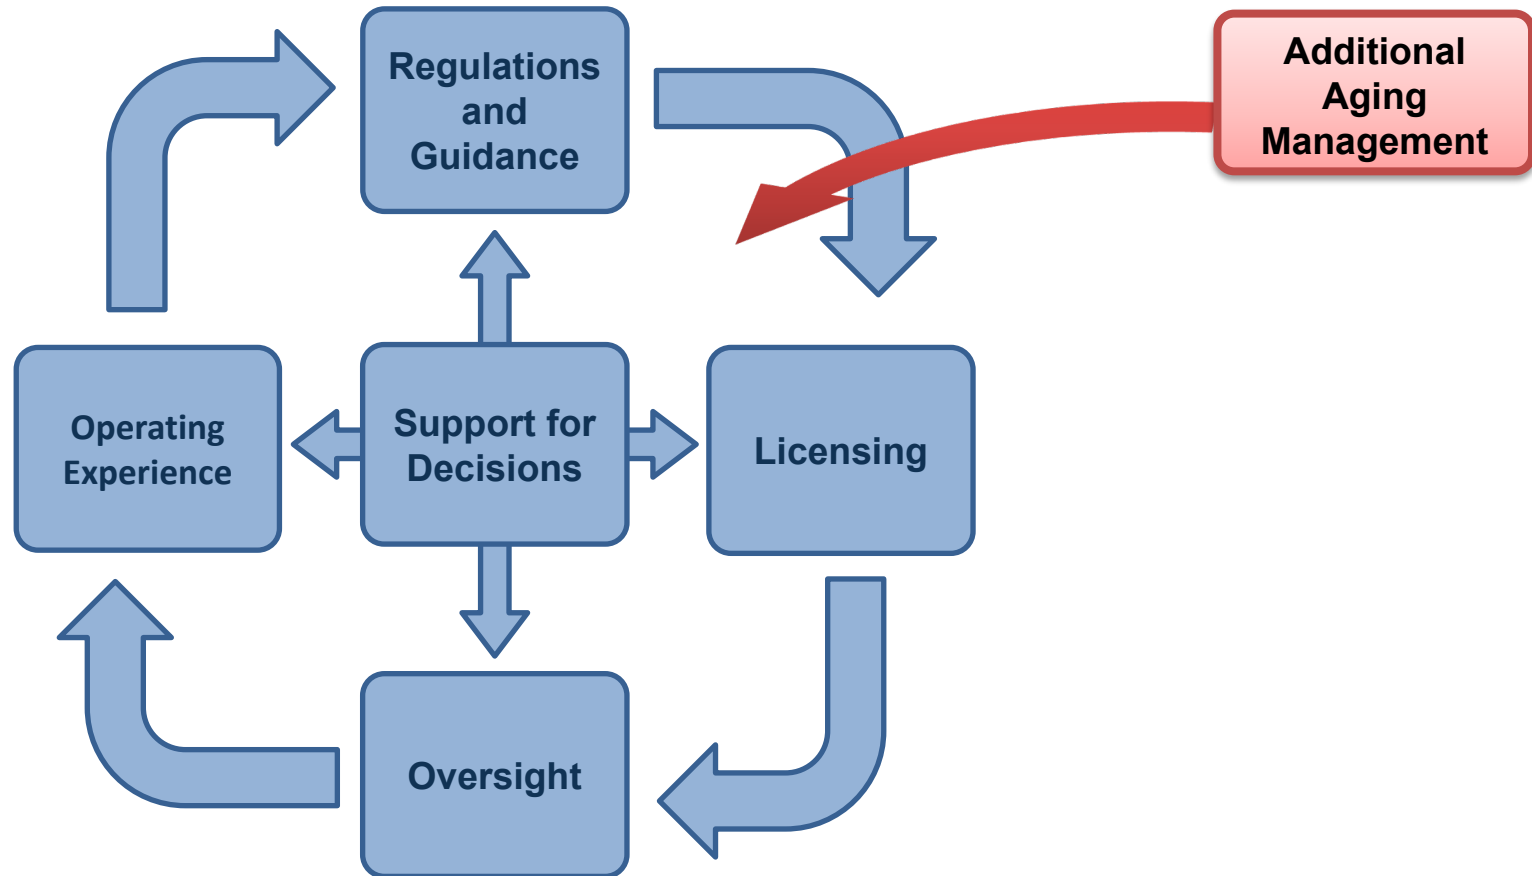 Regulations
and
Guidance
Additional
Aging
Management
Operating
Experience
Support for
Decisions
Licensing
Oversight